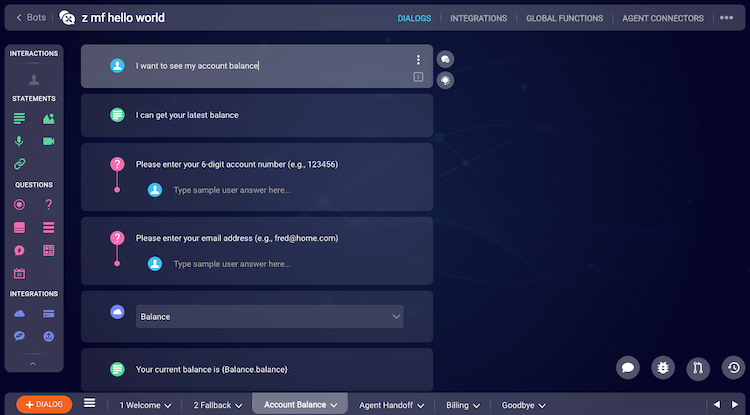 Bots
z mf hello world
DIALOGS
INTEGRATIONS
GLOBAL FUNCTIONS
AGENT CONNECTORS
INTERACTIONS
STATEMENTS
QUESTIONS
INTEGRATIONS
I want to see my account balance
I can get your latest balance
Please enter your 6-digit account number (e.g., 123456)
Type sample user answer here...
Please enter your email address (e.g., fred@home.com)
Type sample user answer here...
Balance
Your current balance is {Balance.balance}
+ DIALOG
1 Welcome
2 Fallback
Account Balance
Agent Handoff
Billing
Goodbye